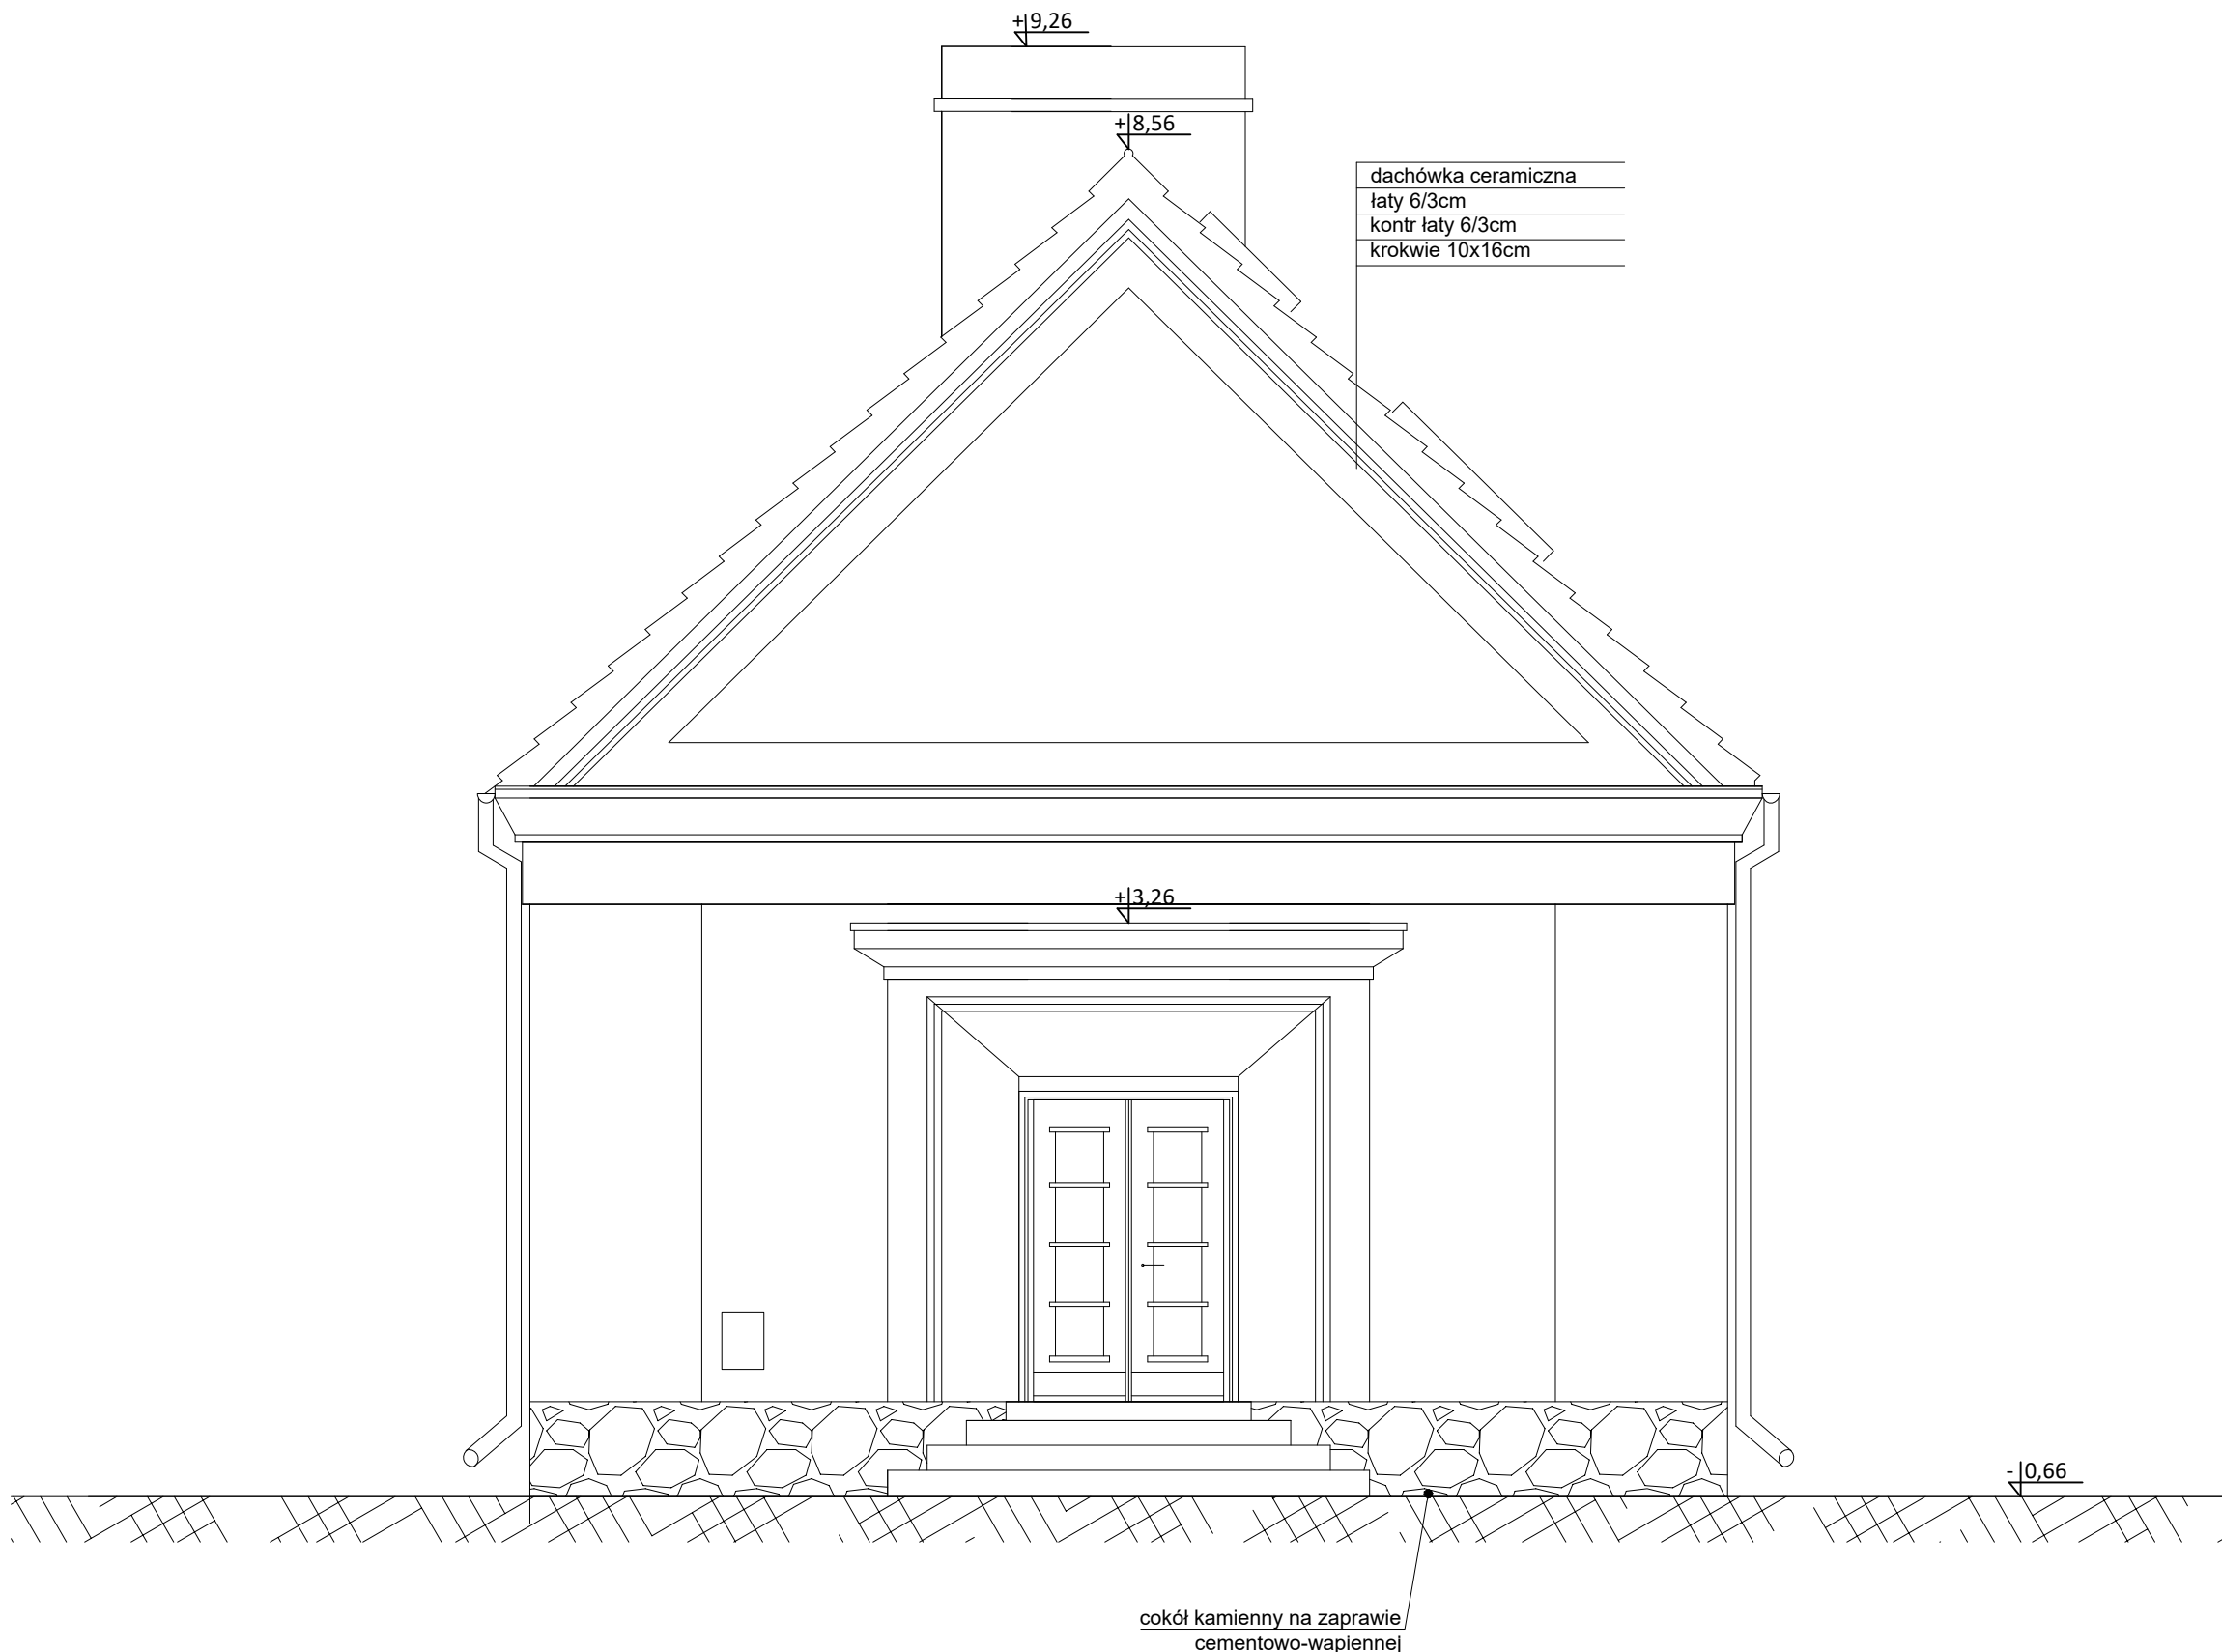 +9,26
+8,56
dachówka ceramiczna
łaty 6/3cm
kontr łaty 6/3cm
krokwie 10x16cm
+3,26
- 0,66
cokół kamienny na zaprawie
cementowo-wapiennej